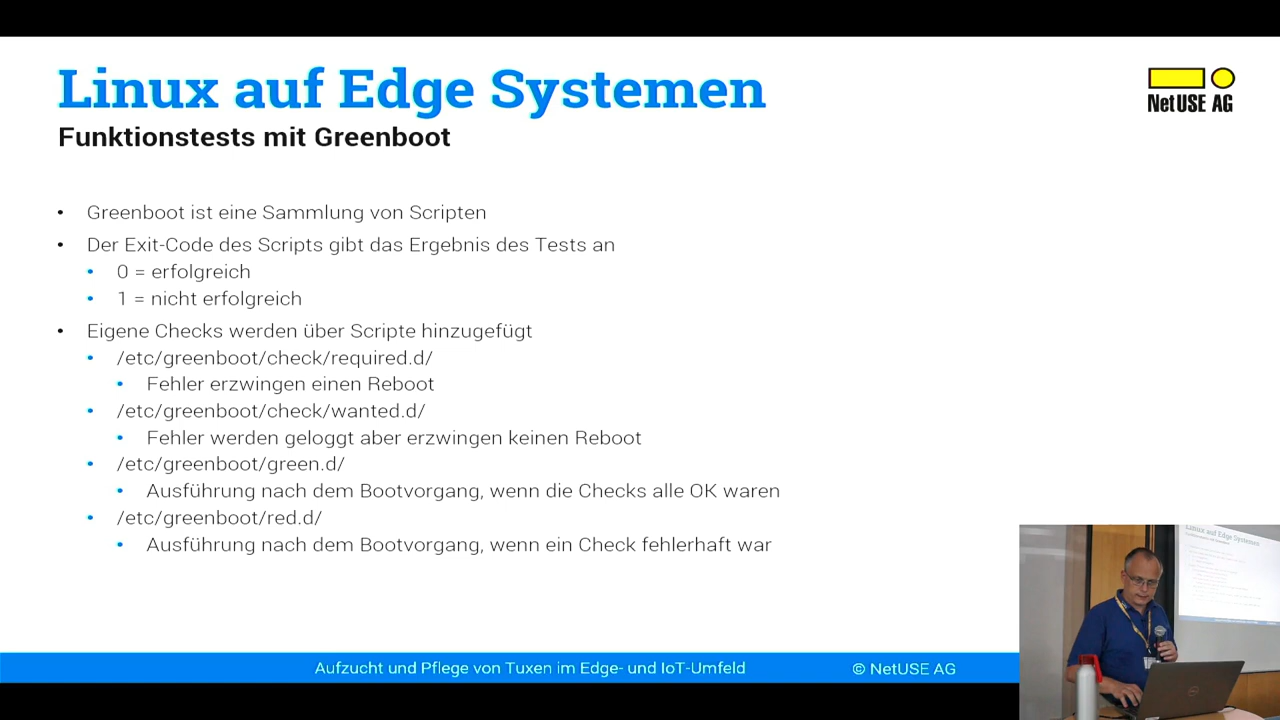 Linux auf Edge Systemen
NetUSE AG
Funktionstests mit Greenboot
• Greenboot ist eine Sammlung von Scripten
• Der Exit-Code des Scripts gibt das Ergebnis des Tests an
• 0 = erfolgreich
• 1 = nicht erfolgreich
• Eigene Checks werden über Scripte hinzugefügt
• /etc/greenboot/check/required.d/
• Fehler erzwingen einen Reboot
• /etc/greenboot/check/wanted.d/
• Fehler werden geloggt aber erzwingen keinen Reboot
• /etc/greenboot/green.d/
• Ausführung nach dem Bootvorgang, wenn die Checks alle OK waren
• /etc/greenboot/red.d/
• Ausführung nach dem Bootvorgang, wenn ein Check fehlerhaft war
Linux auf Edge Systemen
Aufzucht und Pflege von Tuxen im Edge- und IoT-Umfeld
© NetUSE AG